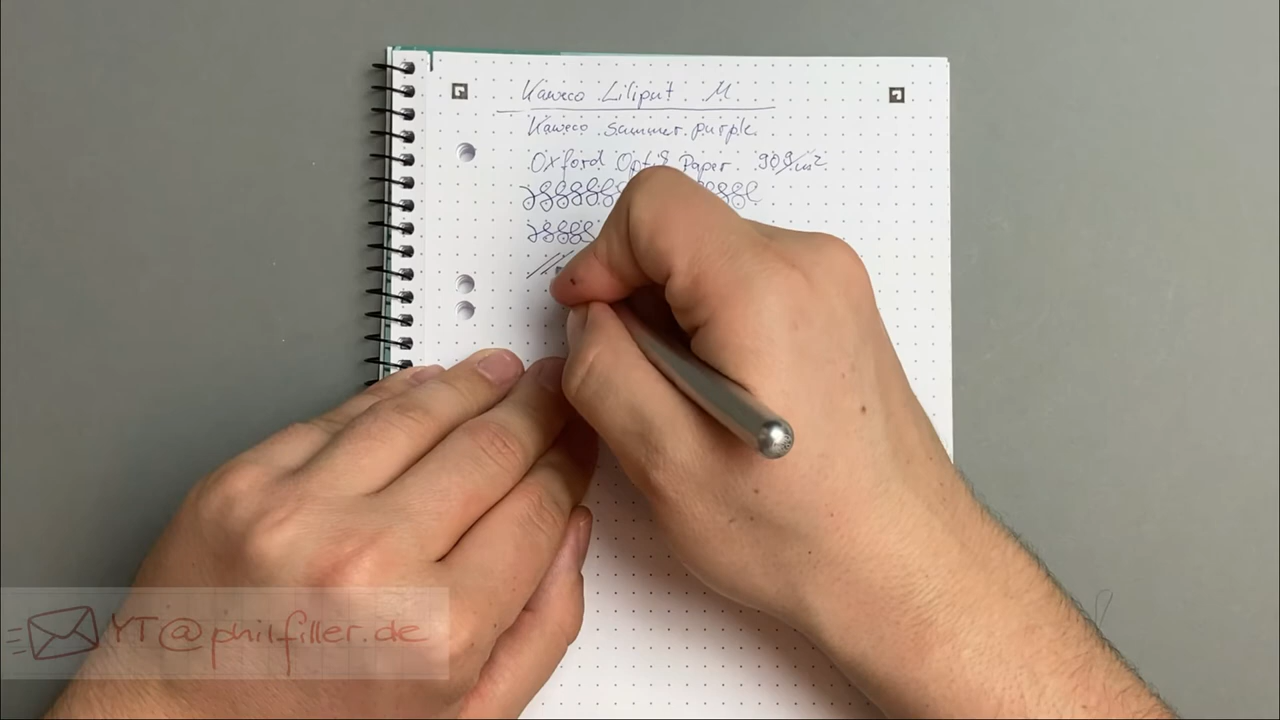 Kaweco Liliput M
Kaweco Summer purple
Oxford Optik Paper 90g/m²
YT@philfiller.de